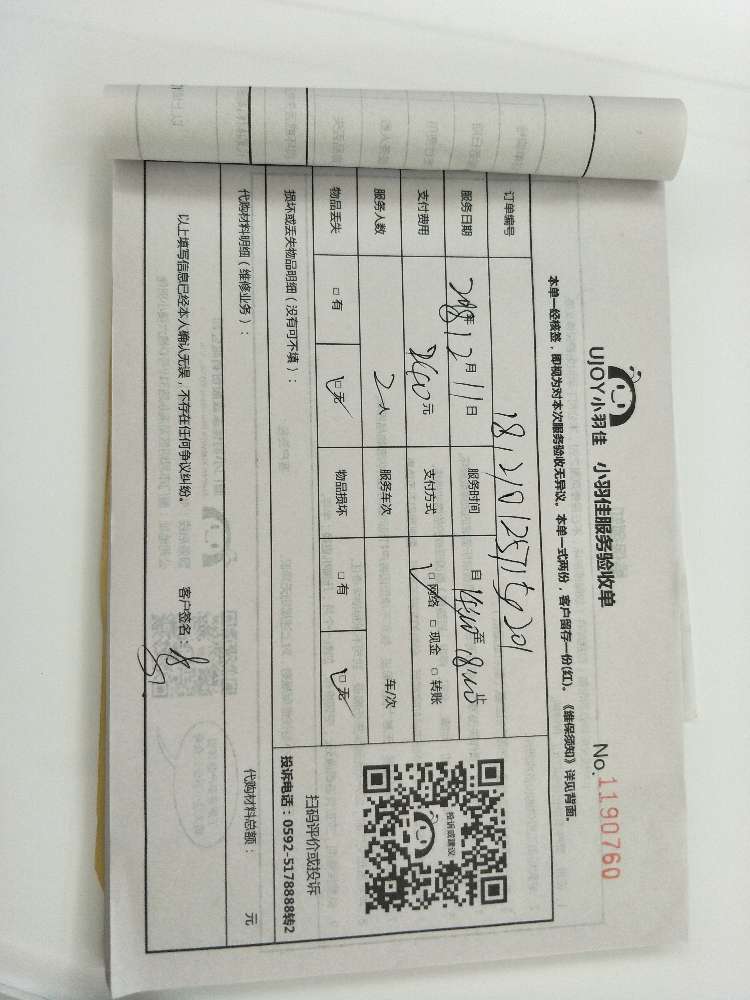 UJOY小羽佳 小羽佳服务验收单
No. 1190760
本单一经核签，即视为对本次服务验收无异议。本单一式两份，客户留存一份(红)。《维保须知》详见背面。
订单编号
服务日期 2018年12月11日 服务时间 自 14:00 至 18:00 止
支付费用 元 支付方式 □网络 □现金 □转账
服务人数 2人 服务车次 车/次
物品丢失 □有 ☑无 物品损坏 □有 ☑无
投诉或建议
扫码评价或投诉
投诉电话：0592-5178888转2
损坏或丢失物品明细（没有可不填）：
代购材料明细（维修业务）： 代购材料总额： 元
以上填写信息已经本人确认无误，不存在任何争议纠纷。 客户签名：